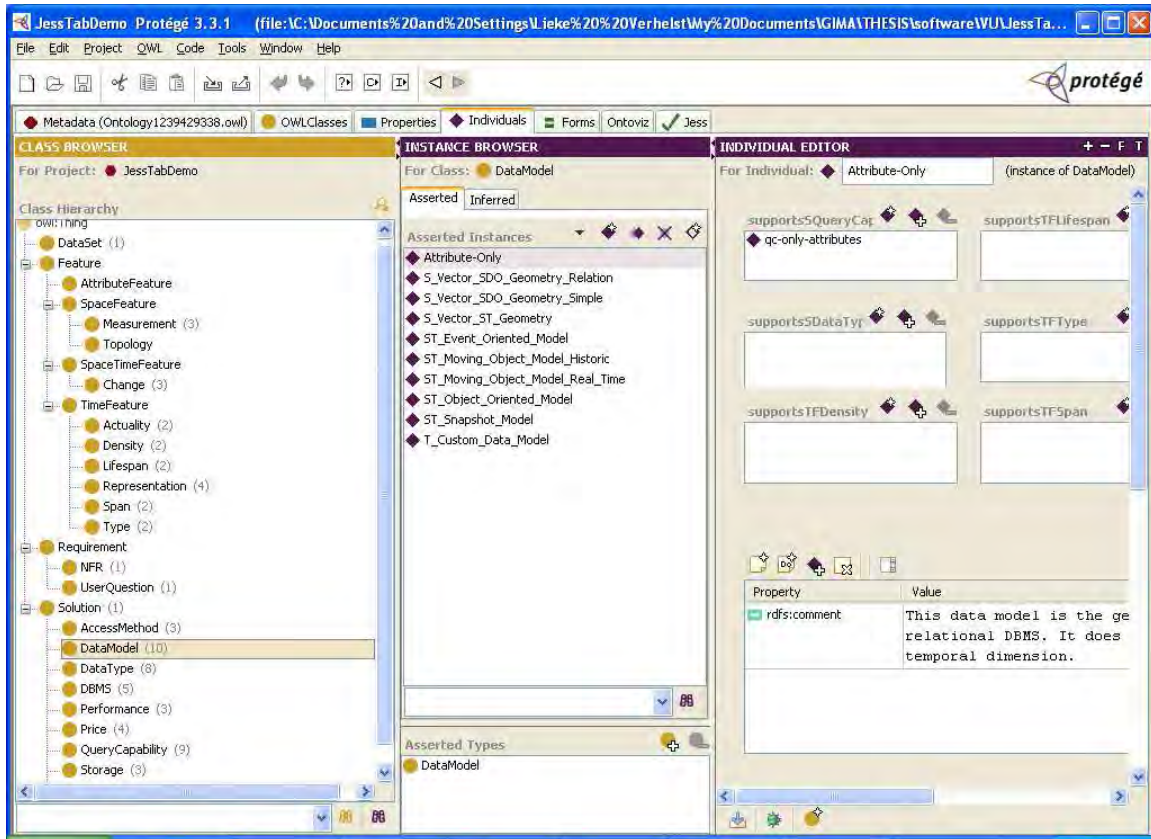 JessTabDemo Protégé 3.3.1 (file:\C:\Documents%20and%20Settings\Lieke%20%20Verhelst\My%20Documents\GIMA\THESIS\software\VU\JessTa...
File Edit Project OWL Code Tools Window Help
protégé
Metadata (Ontology1239429338.owl) OWLClasses Properties Individuals Forms Ontoviz Jess
CLASS BROWSER
For Project: JessTabDemo
Class Hierarchy
owl:Thing
DataSet (1)
Feature
AttributeFeature
SpaceFeature
Measurement (3)
Topology
SpaceTimeFeature
Change (3)
TimeFeature
Actuality (2)
Density (2)
Lifespan (2)
Representation (4)
Span (2)
Type (2)
Requirement
NFR (1)
UserQuestion (1)
Solution (1)
AccessMethod (3)
DataModel (10)
DataType (8)
DBMS (5)
Performance (3)
Price (4)
QueryCapability (9)
Storage (3)
INSTANCE BROWSER
For Class: DataModel
Asserted Inferred
Asserted Instances
Attribute-Only
S_Vector_SDO_Geometry_Relation
S_Vector_SDO_Geometry_Simple
S_Vector_ST_Geometry
ST_Event_Oriented_Model
ST_Moving_Object_Model_Historic
ST_Moving_Object_Model_Real_Time
ST_Object_Oriented_Model
ST_Snapshot_Model
T_Custom_Data_Model
Asserted Types
DataModel
INDIVIDUAL EDITOR + − F T
For Individual: Attribute-Only (instance of DataModel)
supportsSQueryCap supportsTFLifespan
qc-only-attributes
supportsSDataTyp supportsTFType
supportsTFDensity supportsTFSpan
Property Value
rdfs:comment This data model is the ge
relational DBMS. It does
temporal dimension.